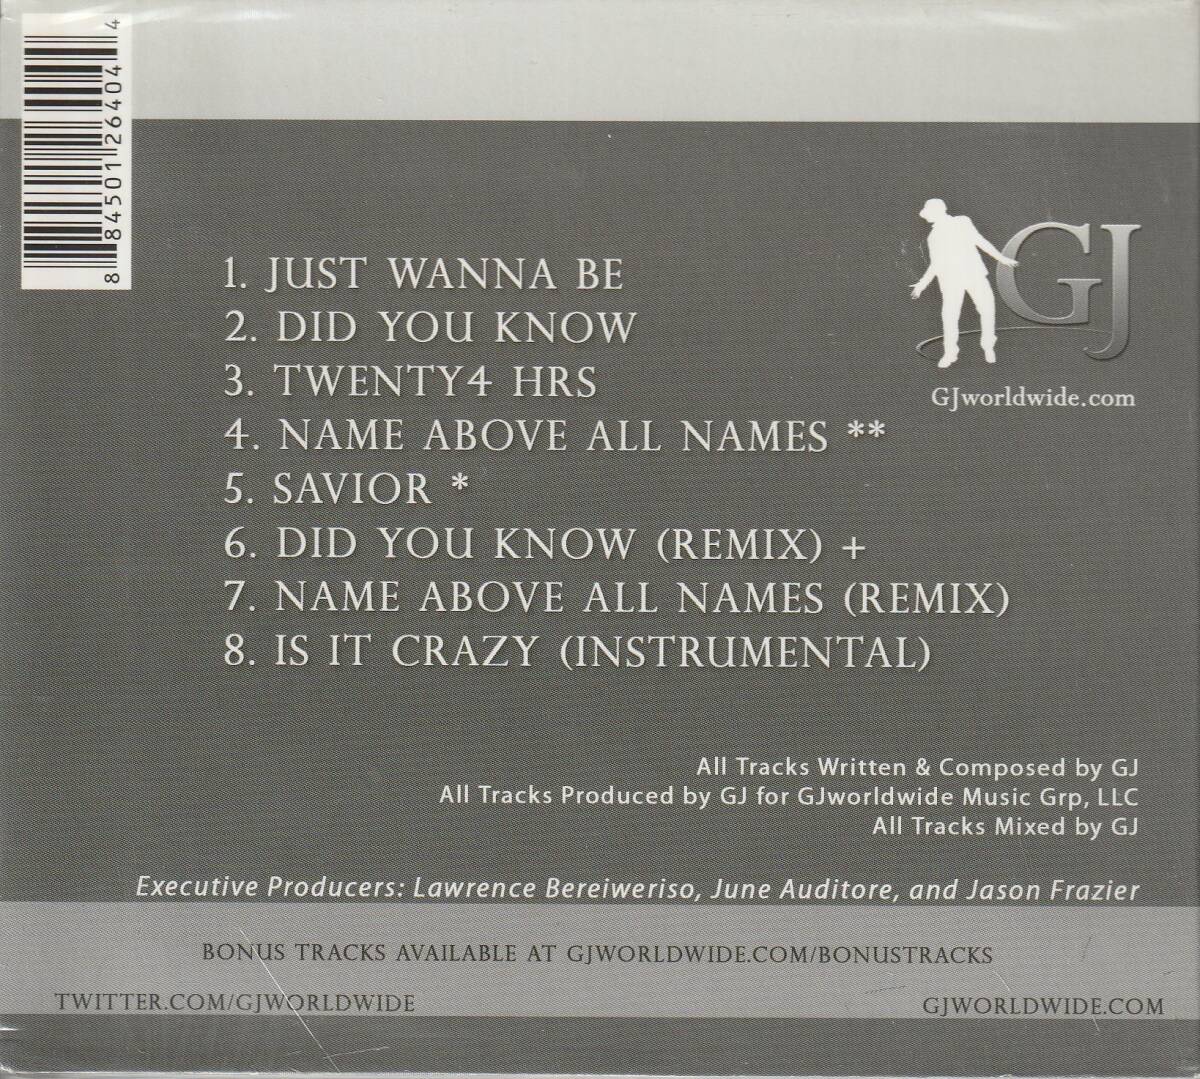 8 84501 26404 4
GJ
GJworldwide.com
1. JUST WANNA BE
2. DID YOU KNOW
3. TWENTY4 HRS
4. NAME ABOVE ALL NAMES **
5. SAVIOR *
6. DID YOU KNOW (REMIX) +
7. NAME ABOVE ALL NAMES (REMIX)
8. IS IT CRAZY (INSTRUMENTAL)
All Tracks Written & Composed by GJ
All Tracks Produced by GJ for GJworldwide Music Grp, LLC
All Tracks Mixed by GJ
Executive Producers: Lawrence Bereiweriso, June Auditore, and Jason Frazier
BONUS TRACKS AVAILABLE AT GJWORLDWIDE.COM/BONUSTRACKS
TWITTER.COM/GJWORLDWIDE
GJWORLDWIDE.COM